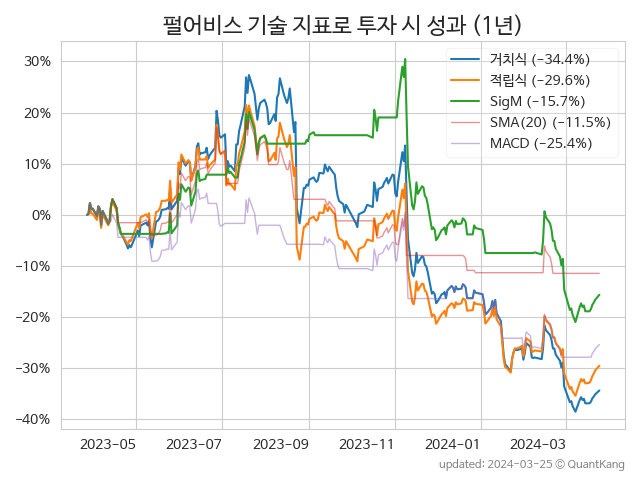 펄어비스 기술 지표로 투자 시 성과 (1년)
거치식 (−34.4%)
적립식 (−29.6%)
SigM (−15.7%)
SMA(20) (−11.5%)
MACD (−25.4%)
30%
20%
10%
0%
−10%
−20%
−30%
−40%
2023-05 2023-07 2023-09 2023-11 2024-01 2024-03
updated: 2024-03-25 ⓒ QuantKang